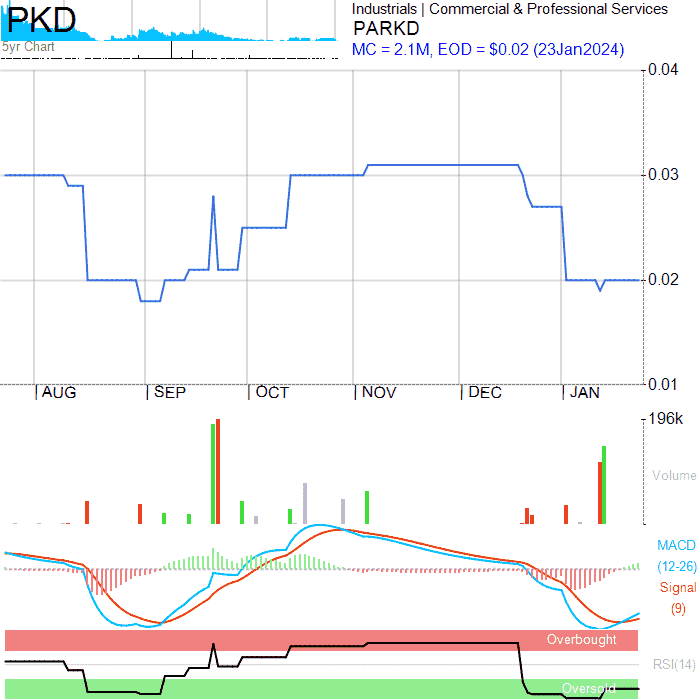 PKD
5yr Chart
Industrials | Commercial & Professional Services
PARKD
MC = 2.1M, EOD = $0.02 (23Jan2024)
0.04
0.03
0.02
0.01
AUG SEP OCT NOV DEC JAN
196k
Volume
MACD
(12-26)
Signal
(9)
Overbought
RSI(14)
Oversold